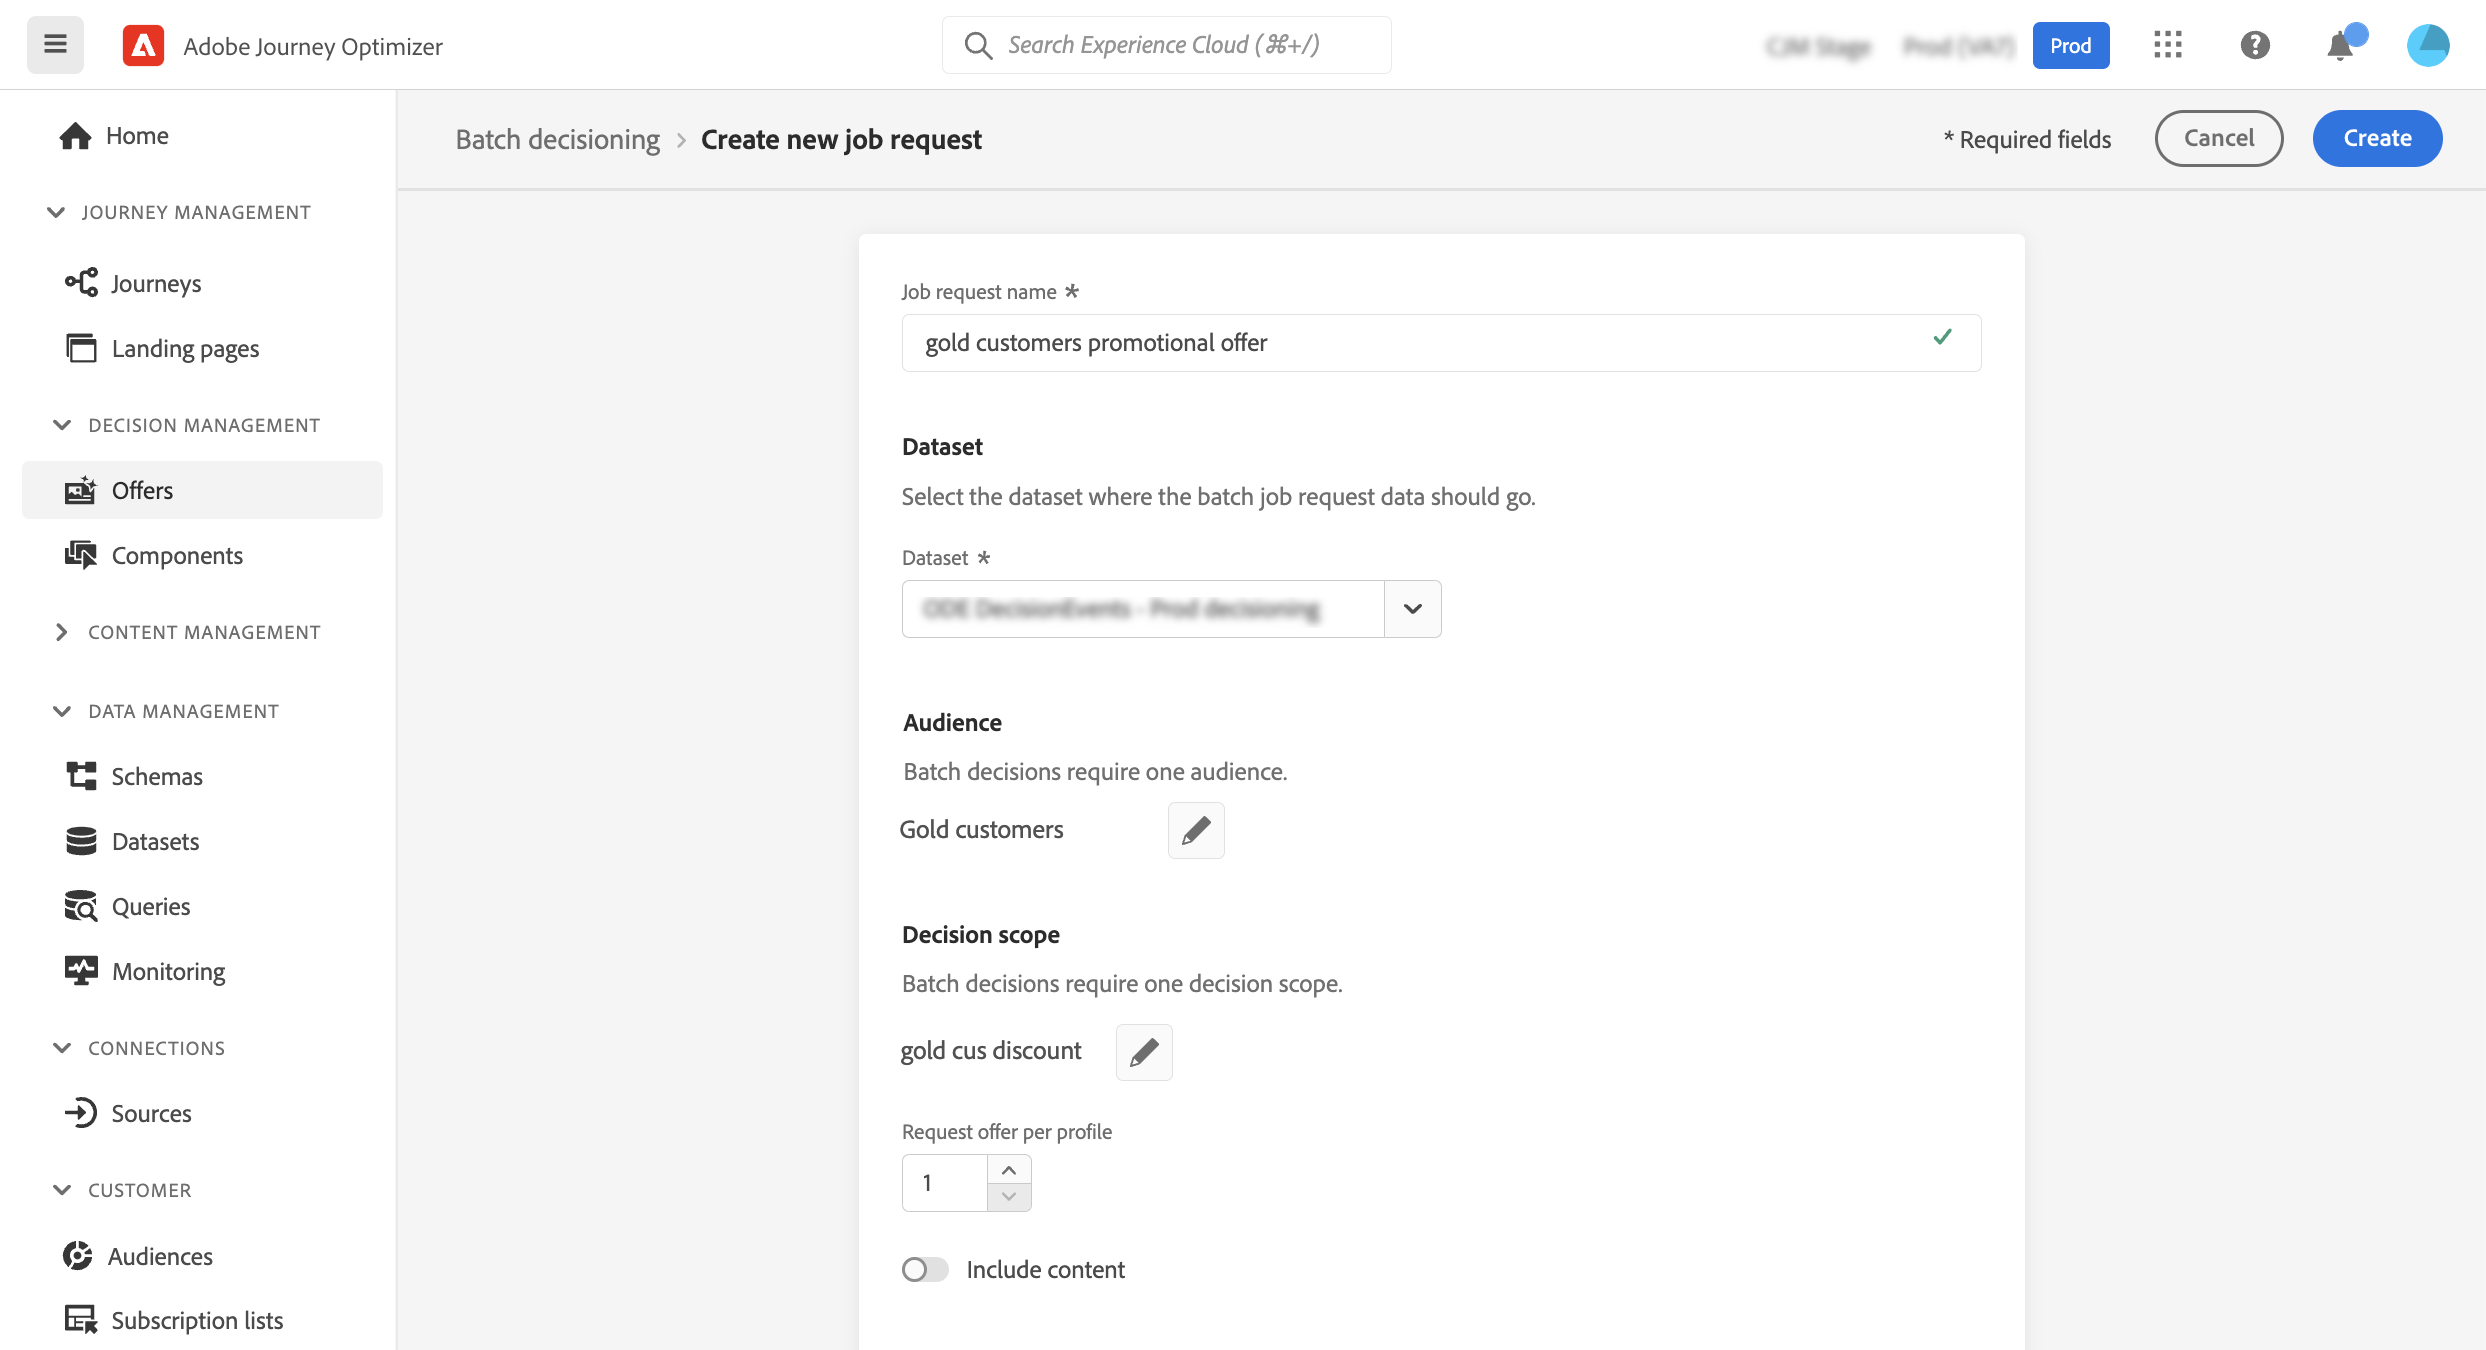 Adobe Journey Optimizer
Search Experience Cloud (⌘+/)
Prod
Home
JOURNEY MANAGEMENT
Journeys
Landing pages
DECISION MANAGEMENT
Offers
Components
CONTENT MANAGEMENT
DATA MANAGEMENT
Schemas
Datasets
Queries
Monitoring
CONNECTIONS
Sources
CUSTOMER
Audiences
Subscription lists
Batch decisioning > Create new job request
* Required fields
Cancel
Create
Job request name *
gold customers promotional offer
Dataset
Select the dataset where the batch job request data should go.
Dataset *
Audience
Batch decisions require one audience.
Gold customers
Decision scope
Batch decisions require one decision scope.
gold cus discount
Request offer per profile
1
Include content